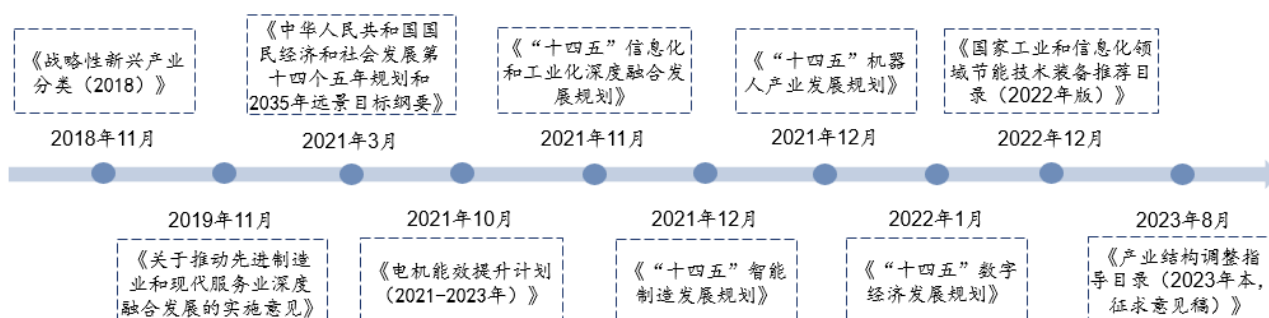 《战略性新兴产业
分类（2018）》
2018年11月
《中华人民共和国国
民经济和社会发展第
十四个五年规划和
2035年远景目标纲要》
2021年3月
《“十四五”信息化
和工业化深度融合发
展规划》
2021年11月
《“十四五”机器
人产业发展规划》
2021年12月
《国家工业和信息化领
域节能技术装备推荐目
录（2022年版）》
2022年12月
2019年11月
《关于推动先进制造
业和现代服务业深度
融合发展的实施意见》
2021年10月
《电机能效提升计划
（2021-2023年）》
2021年12月
《“十四五”智能
制造发展规划》
2022年1月
《“十四五”数字
经济发展规划》
2023年8月
《产业结构调整指
导目录（2023年本，
征求意见稿）》